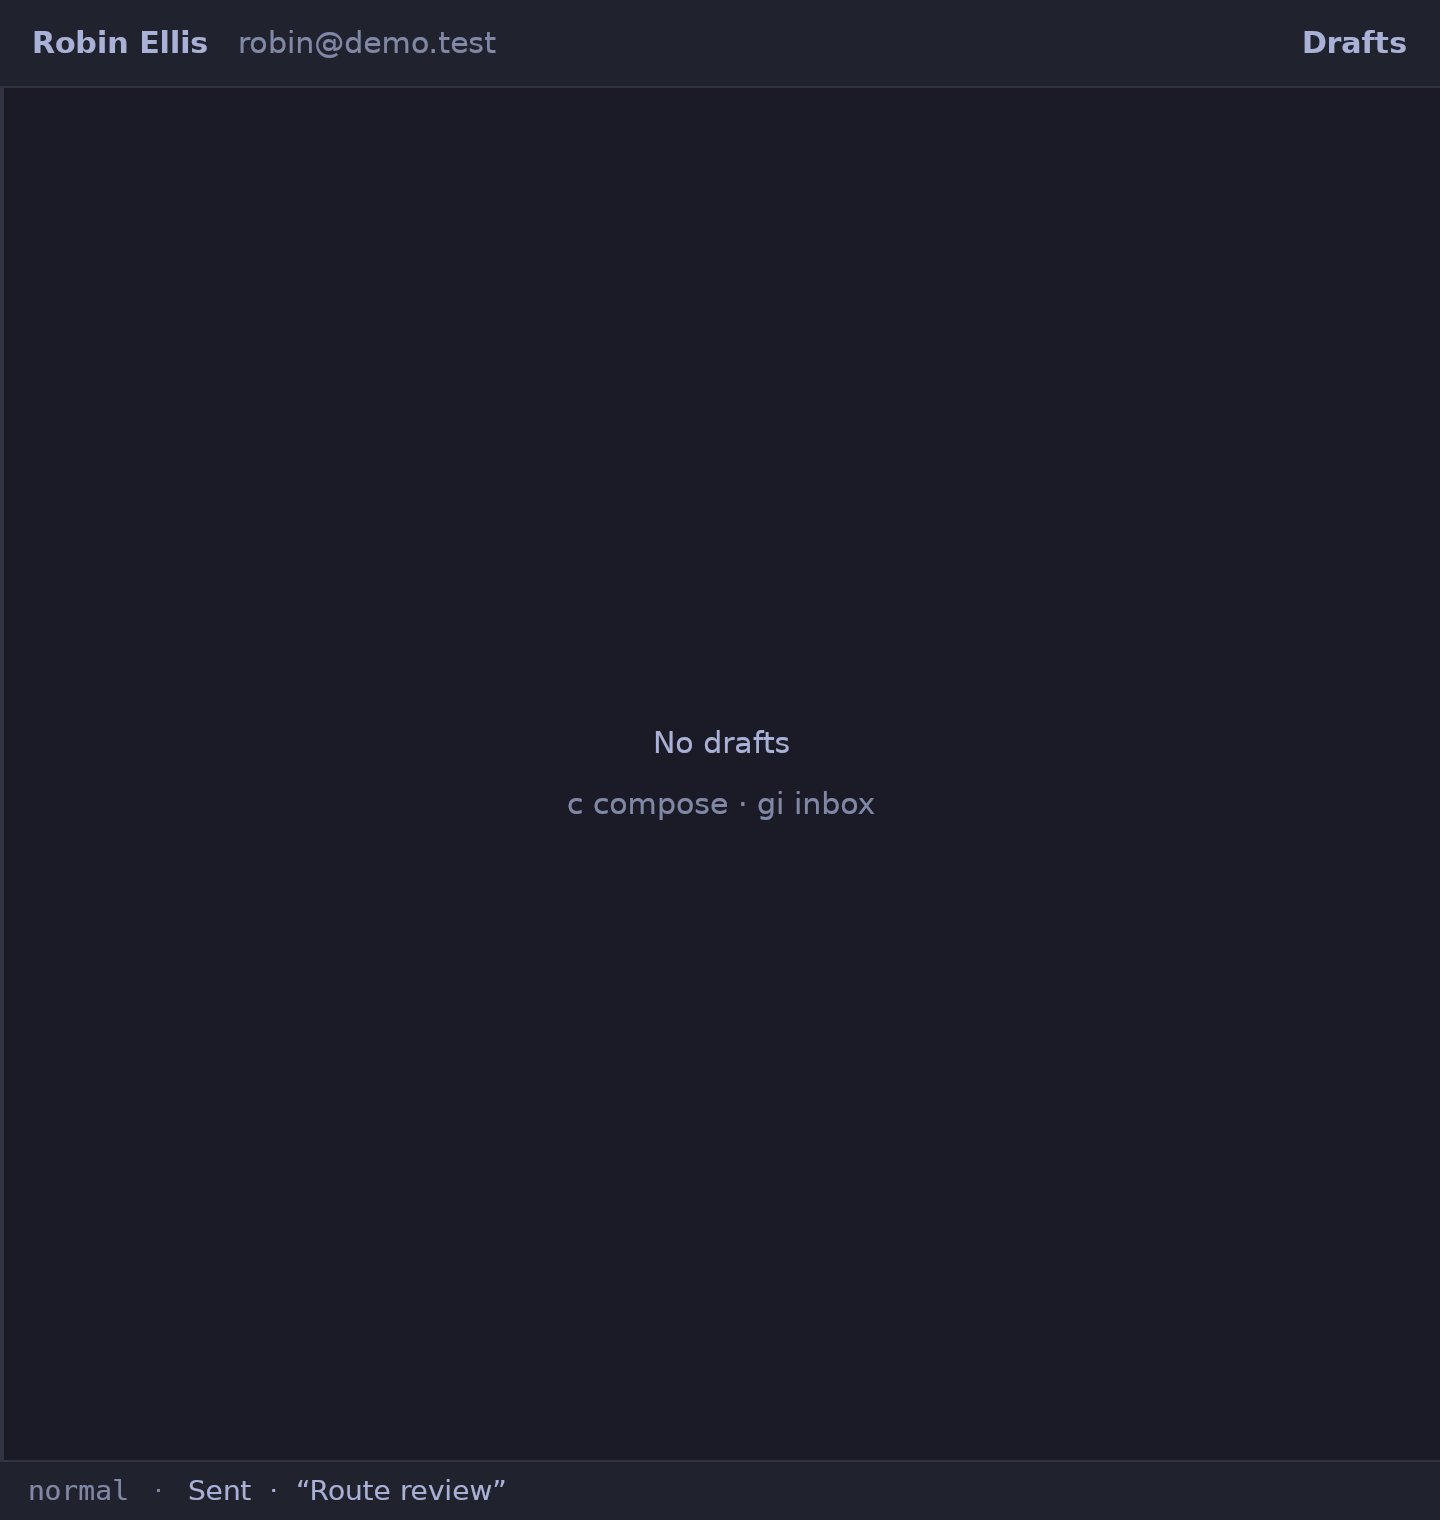 Robin Ellis robin@demo.test Drafts
No drafts
c compose · gi inbox
normal · Sent · “Route review”